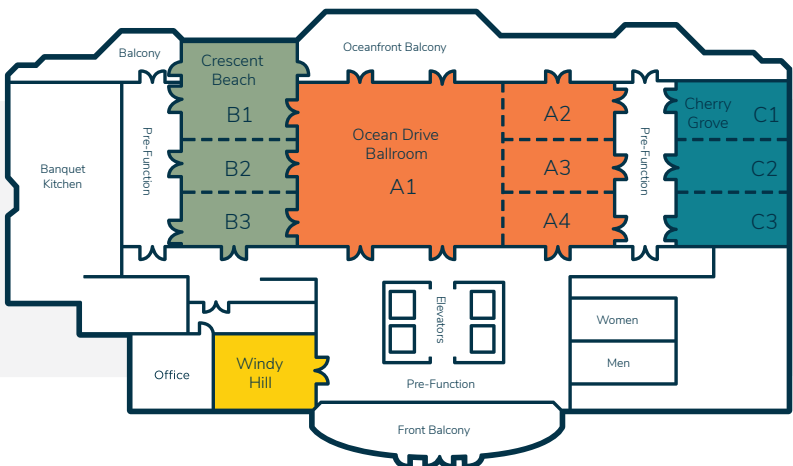 Balcony
Oceanfront Balcony
Crescent
Beach
B1
B2
B3
Ocean Drive
Ballroom
A1
A2
A3
A4
Cherry
Grove
C1
C2
C3
Pre-Function
Pre-Function
Banquet
Kitchen
Elevators
Women
Men
Office
Windy
Hill
Pre-Function
Front Balcony